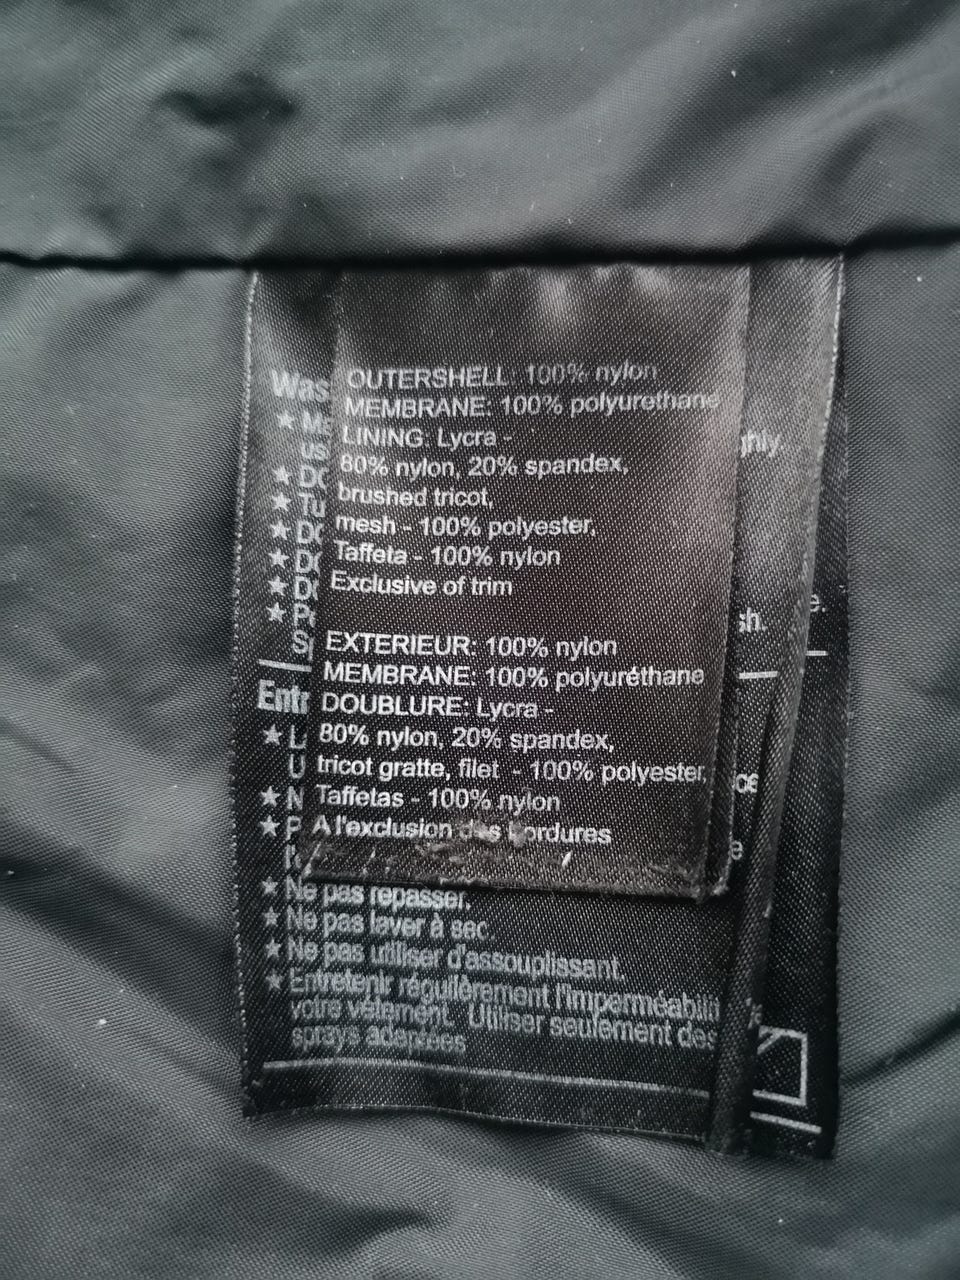 OUTERSHELL: 100% nylon
MEMBRANE: 100% polyurethane
LINING: Lycra -
80% nylon, 20% spandex,
brushed tricot,
mesh - 100% polyester,
Taffeta - 100% nylon
Exclusive of trim
EXTERIEUR: 100% nylon
MEMBRANE: 100% polyuréthane
DOUBLURE: Lycra -
80% nylon, 20% spandex,
tricot gratte, filet - 100% polyester,
Taffetas - 100% nylon
A l'exclusion des bordures
★ Ne pas repasser.
★ Ne pas laver à sec.
★ Ne pas utiliser d'assouplissant.
★ Entretenir régulièrement l'imperméabili
votre vêtement. Utiliser seulement des
sprays adaptées